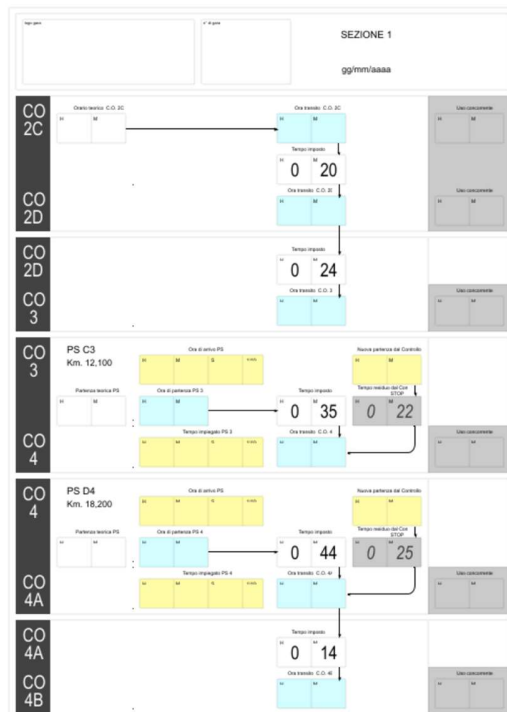 logo gara
n° di gara
SEZIONE 1
gg/mm/aaaa
CO 2C
Orario teorico C.O. 2C
H M
Ora transito C.O. 2C
H M
Uso concorrente
H M
Tempo imposto
H M
0 20
CO 2D
Ora transito C.O. 2D
H M
Uso concorrente
H M
CO 2D
Tempo imposto
H M
0 24
CO 3
Ora transito C.O. 3
H M
Uso concorrente
H M
CO 3
PS C3
Km. 12,100
Ora di arrivo PS
H M S
Nuova partenza dal Controllo
H M
Partenza teorica PS
H M
Ora di partenza PS 3
H M
Tempo imposto
H M
0 35
Tempo residuo dal Con STOP
H M
0 22
CO 4
Tempo impiegato PS 3
H M S
Ora transito C.O. 4
H M
Uso concorrente
H M
CO 4
PS D4
Km. 18,200
Ora di arrivo PS
H M S
Nuova partenza dal Controllo
H M
Partenza teorica PS
H M
Ora di partenza PS 4
H M
Tempo imposto
H M
0 44
Tempo residuo dal Con STOP
H M
0 25
CO 4A
Tempo impiegato PS 4
H M S
Ora transito C.O.
H M
Uso concorrente
H M
CO 4A
Tempo imposto
H M
0 14
CO 4B
Ora transito C.O.
H M
Uso concorrente
H M